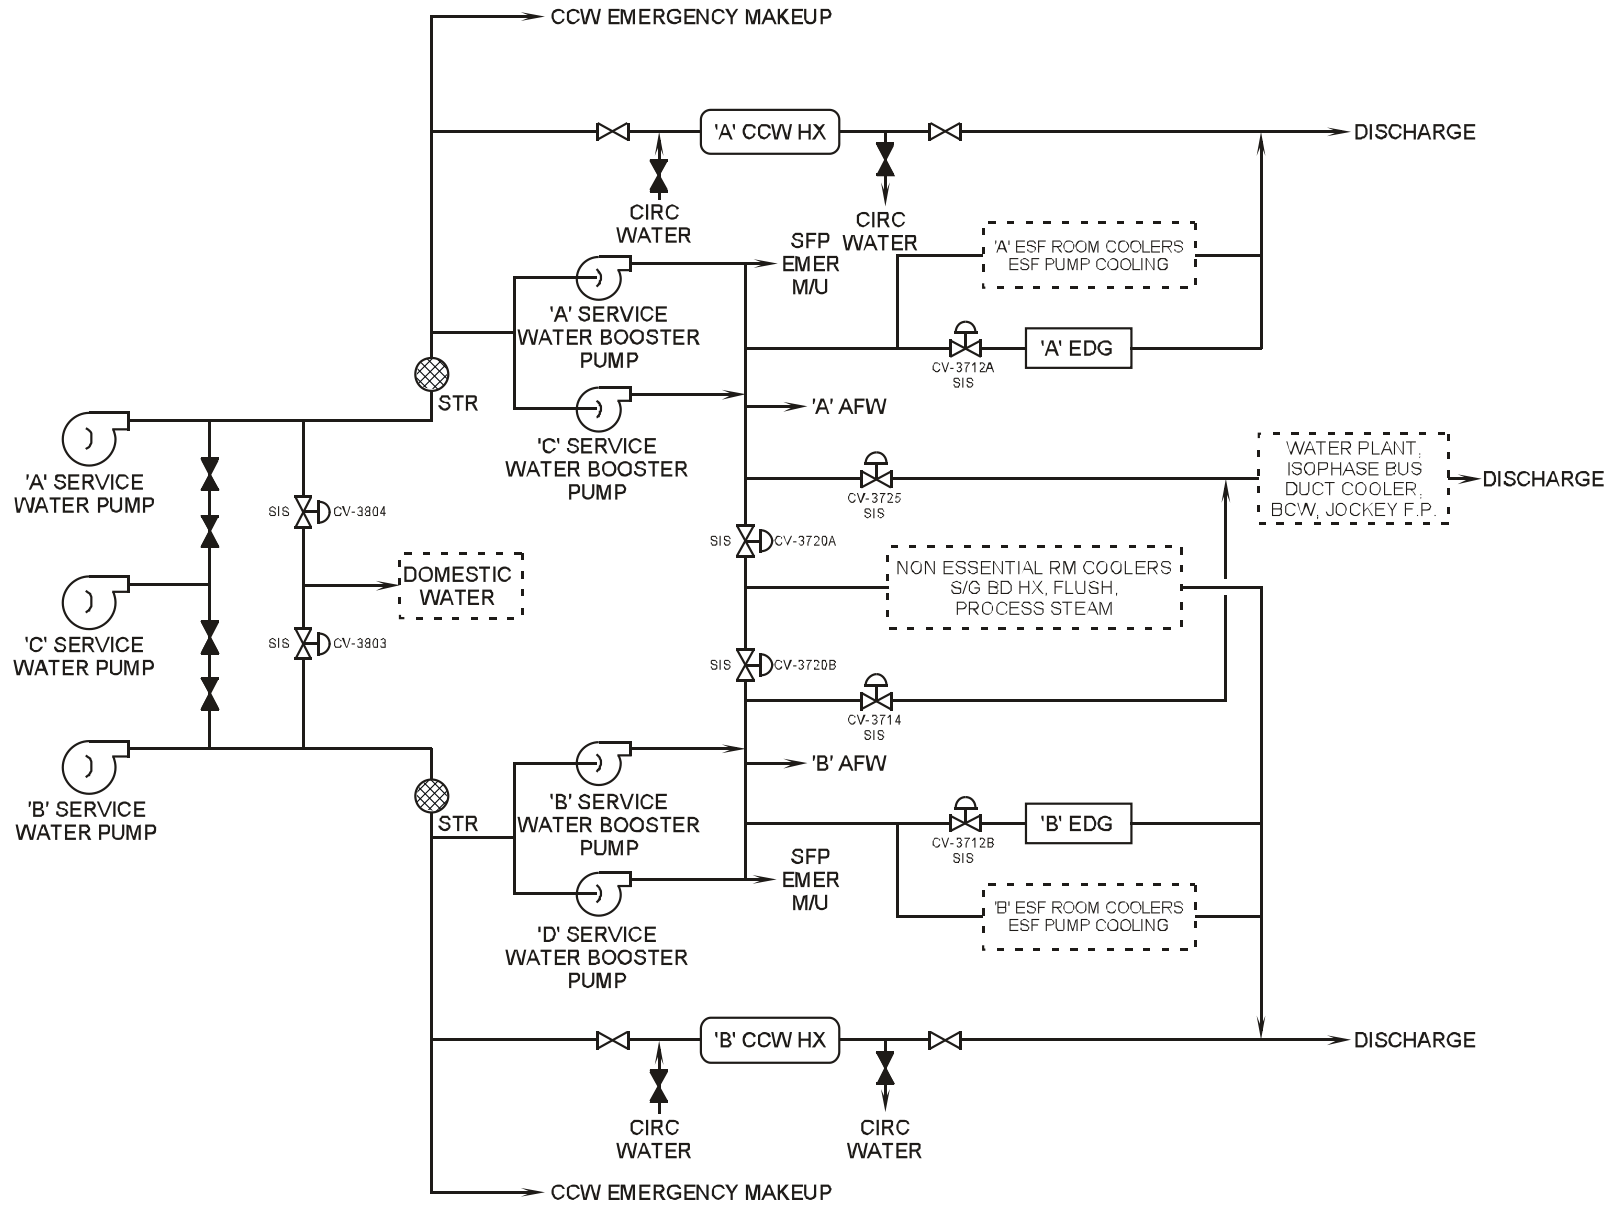 CCW EMERGENCY MAKEUP
'A' CCW HX
DISCHARGE
CIRC
WATER
CIRC
WATER
SFP
EMER
M/U
'A' ESF ROOM COOLERS
ESF PUMP COOLING
'A' SERVICE
WATER BOOSTER
PUMP
'A' EDG
CV-3712A
SIS
STR
'A' AFW
'C' SERVICE
WATER BOOSTER
PUMP
'A' SERVICE
WATER PUMP
WATER PLANT,
ISOPHASE BUS
DUCT COOLER,
BCW, JOCKEY F.P.
DISCHARGE
CV-3725
SIS
SIS
CV-3804
SIS
CV-3720A
DOMESTIC
WATER
NON ESSENTIAL RM COOLERS
S/G BD HX, FLUSH,
PROCESS STEAM
'C' SERVICE
WATER PUMP
SIS
CV-3803
SIS
CV-3720B
CV-3714
SIS
'B' AFW
'B' SERVICE
WATER PUMP
STR
'B' SERVICE
WATER BOOSTER
PUMP
'B' EDG
CV-3712B
SIS
SFP
EMER
M/U
'B' ESF ROOM COOLERS
ESF PUMP COOLING
'D' SERVICE
WATER BOOSTER
PUMP
'B' CCW HX
DISCHARGE
CIRC
WATER
CIRC
WATER
CCW EMERGENCY MAKEUP